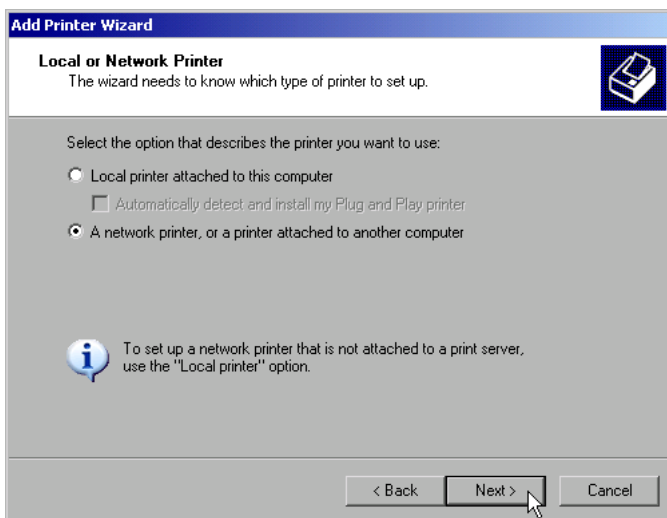 Add Printer Wizard
Local or Network Printer
The wizard needs to know which type of printer to set up.
Select the option that describes the printer you want to use:
Local printer attached to this computer
Automatically detect and install my Plug and Play printer
A network printer, or a printer attached to another computer
To set up a network printer that is not attached to a print server,
use the "Local printer" option.
< Back Next > Cancel